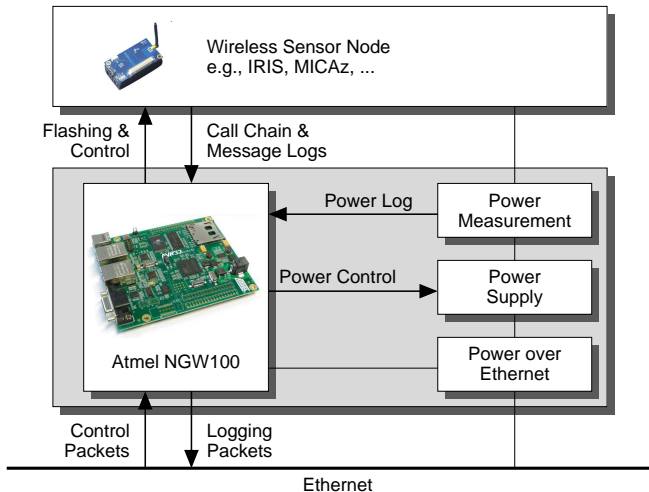 Wireless Sensor Node
e.g., IRIS, MICAz, ...
Flashing &
Control
Call Chain &
Message Logs
Power Log
Power
Measurement
Power Control
Power
Supply
Atmel NGW100
Power over
Ethernet
Control
Packets
Logging
Packets
Ethernet